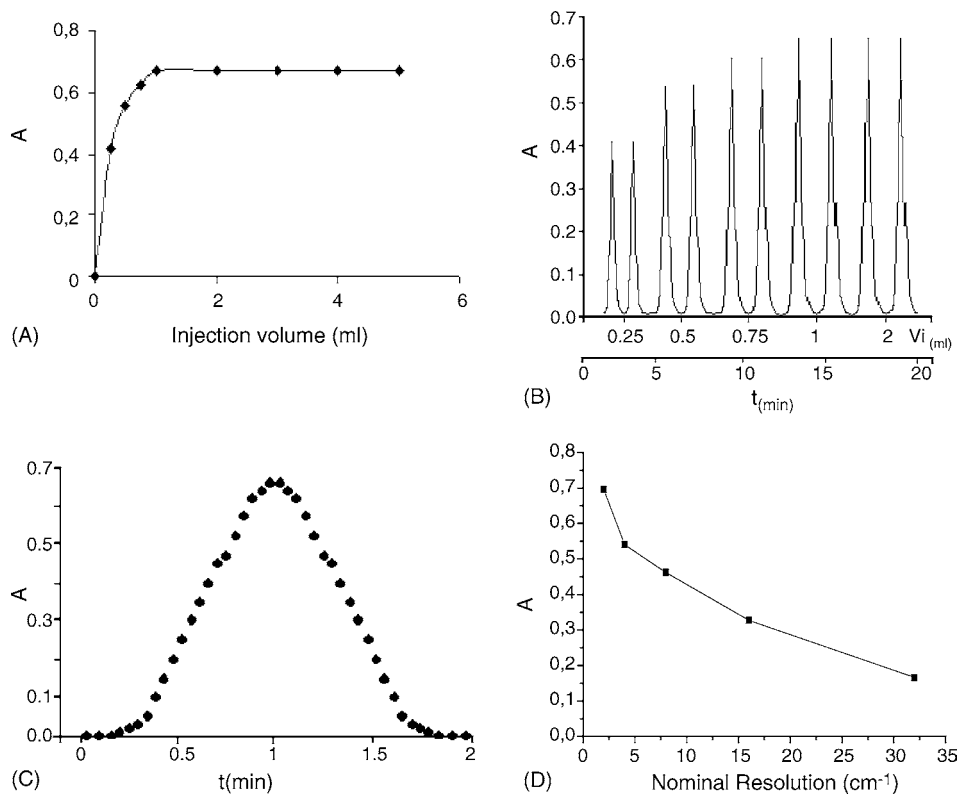 0,8
0,6
0,4
0,2
0
A
0 2 4 6
Injection volume (ml)
(A)
0.7
0.6
0.5
0.4
0.3
0.2
0.1
0.0
A
0.25 0.5 0.75 1 2 Vi (ml)
0 5 10 15 20
t(min)
(B)
0.7
0.5
0.3
0.1
0.0
A
0 0.5 1 1.5 2
t(min)
(C)
0,8
0,7
0,6
0,5
0,4
0,3
0,2
0,1
0,0
A
0 5 10 15 20 25 30 35
Nominal Resolution (cm-1)
(D)